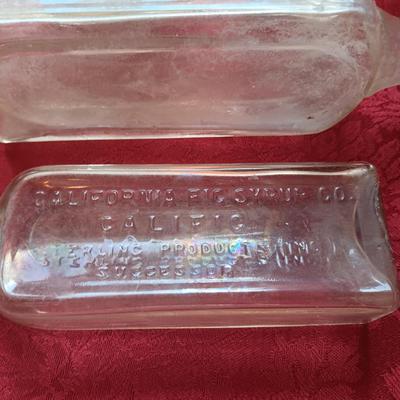 CALIFORNIA FIG SYRUP CO.
CALIFIG
STERLING PRODUCTS (INC)
SUCCESSOR